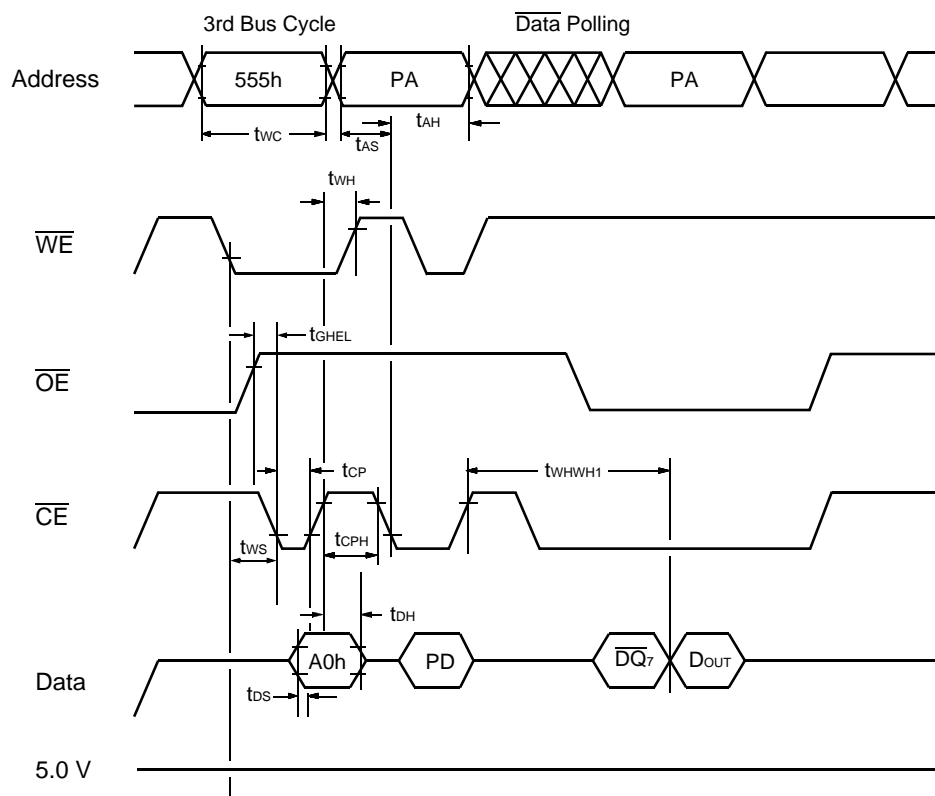 3rd Bus Cycle
Data Polling
Address
555h
PA
PA
tWC
tAS
tAH
tWH
WE
tGHEL
OE
tCP
tWHWH1
CE
tWS
tCPH
tDH
A0h
PD
DQ7
DOUT
Data
tDS
5.0 V